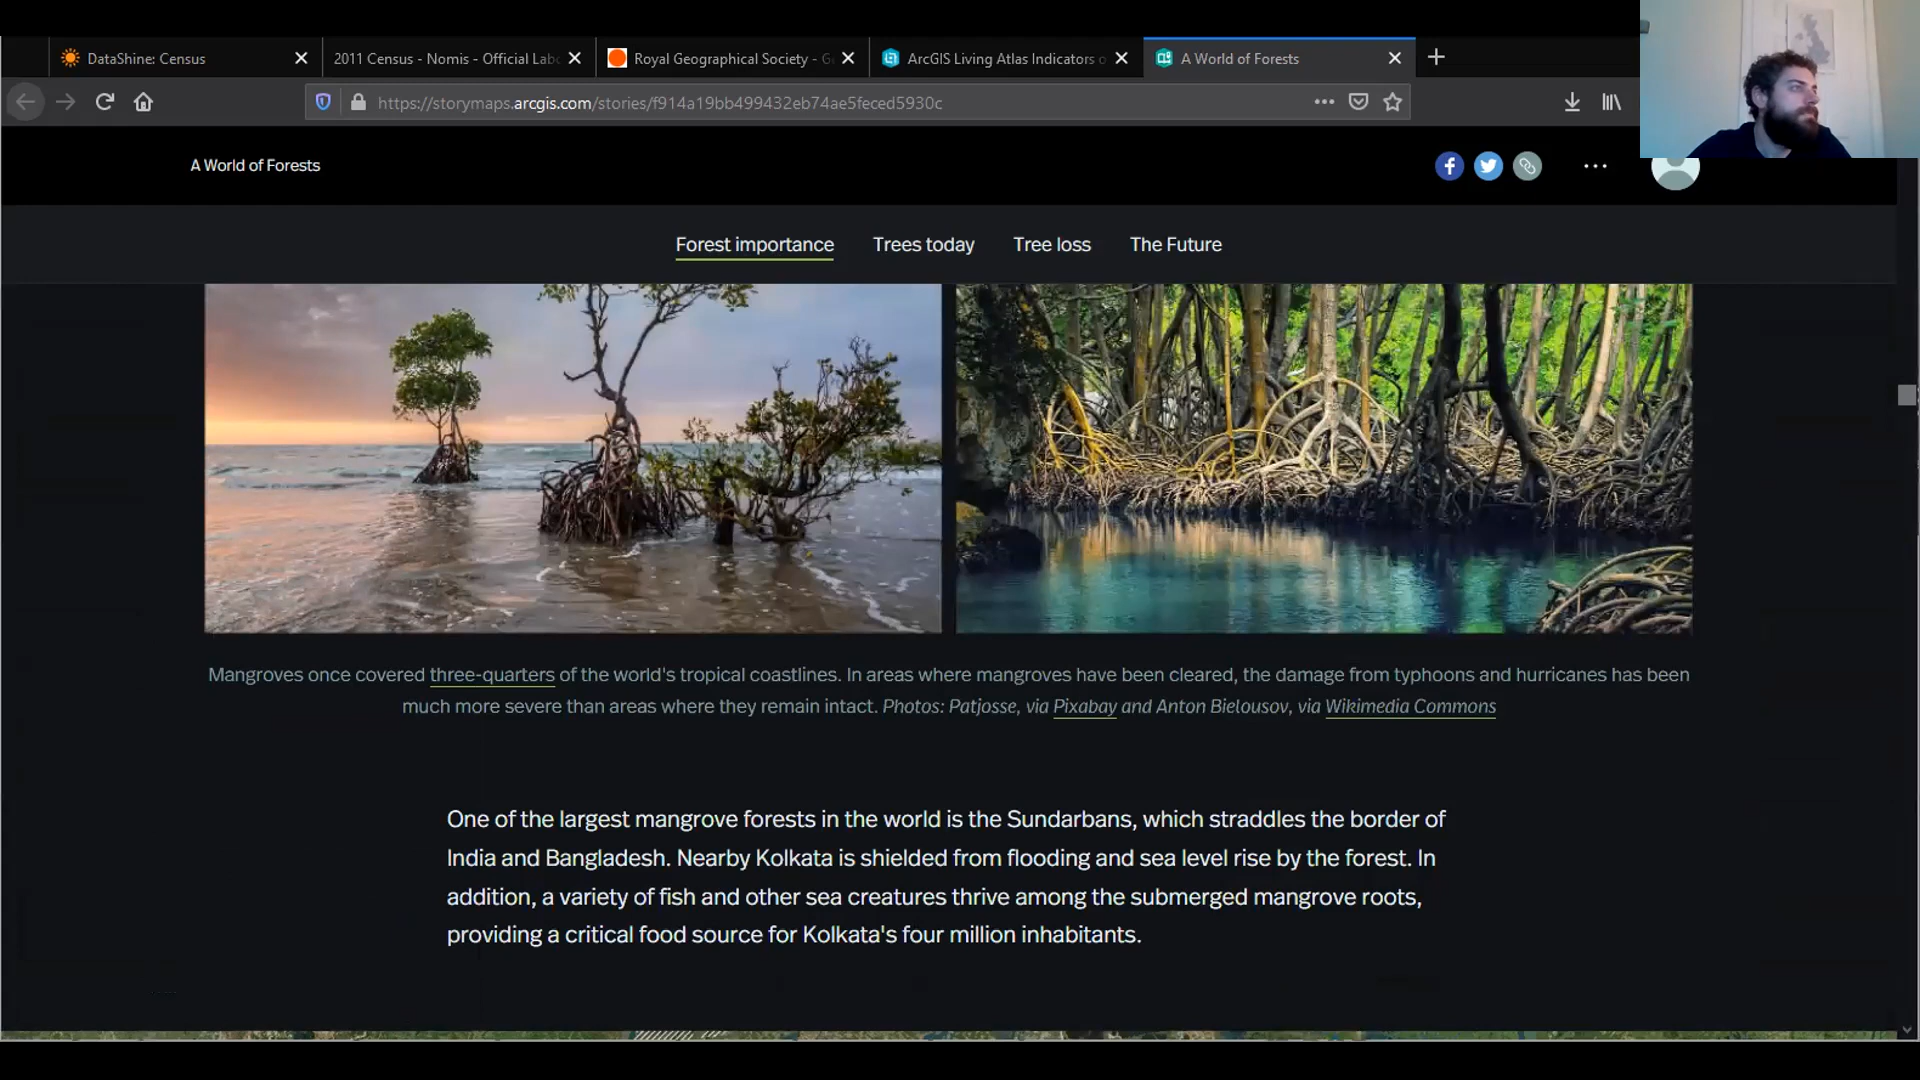 DataShine: Census
2011 Census - Nomis - Official Lab
Royal Geographical Society - G
ArcGIS Living Atlas Indicators o
A World of Forests
https://storymaps.arcgis.com/stories/f914a19bb499432eb74ae5feced5930c
A World of Forests
Forest importance
Trees today
Tree loss
The Future
Mangroves once covered three-quarters of the world's tropical coastlines. In areas where mangroves have been cleared, the damage from typhoons and hurricanes has been
much more severe than areas where they remain intact. Photos: Patjosse, via Pixabay and Anton Bielousov, via Wikimedia Commons
One of the largest mangrove forests in the world is the Sundarbans, which straddles the border of
India and Bangladesh. Nearby Kolkata is shielded from flooding and sea level rise by the forest. In
addition, a variety of fish and other sea creatures thrive among the submerged mangrove roots,
providing a critical food source for Kolkata's four million inhabitants.